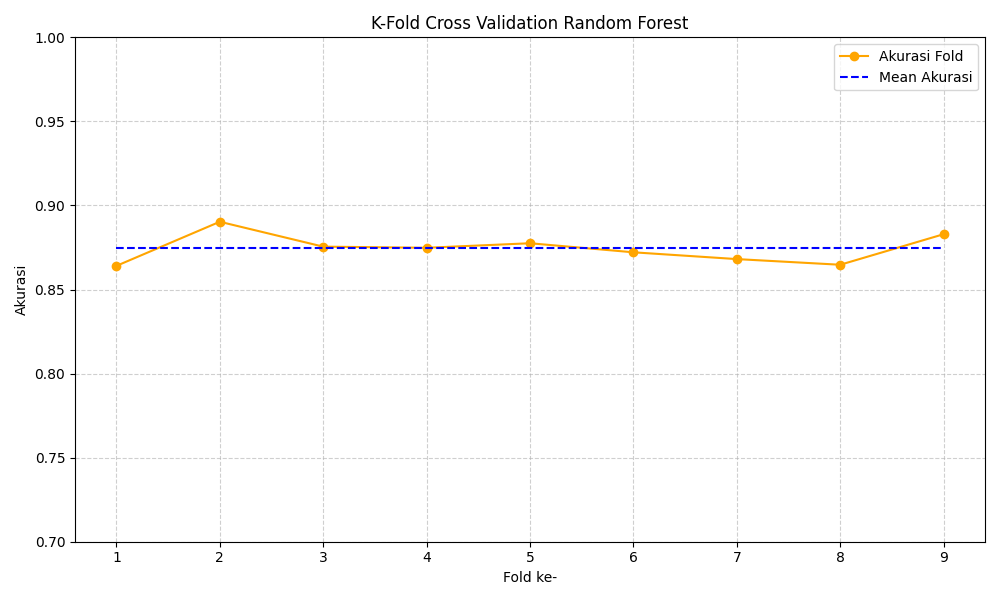 K-Fold Cross Validation Random Forest
Akurasi Fold
Mean Akurasi
Akurasi
1.00
0.95
0.90
0.85
0.80
0.75
0.70
1 2 3 4 5 6 7 8 9
Fold ke-